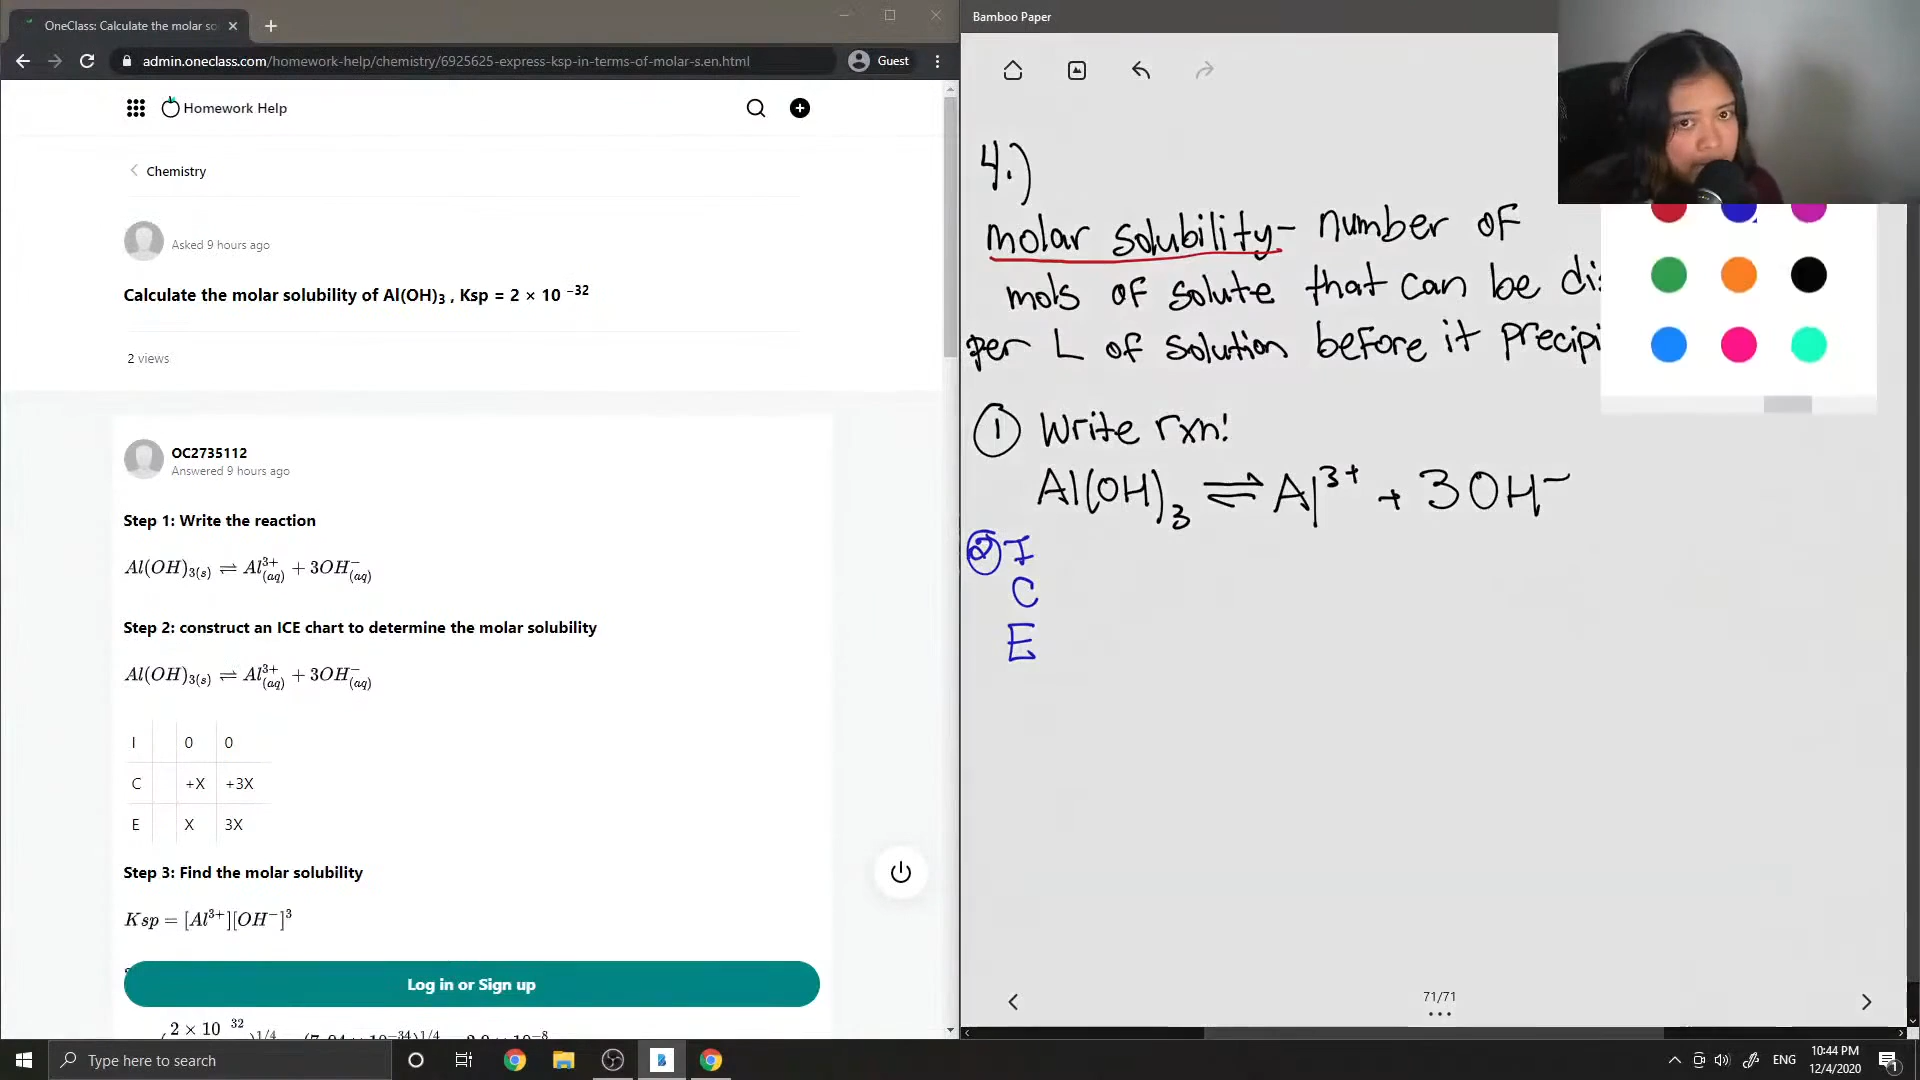 OneClass: Calculate the molar so
admin.oneclass.com/homework-help/chemistry/6925625-express-ksp-in-terms-of-molar-s.en.html
Guest
Homework Help
Chemistry
Asked 9 hours ago
Calculate the molar solubility of Al(OH)₃ , Ksp = 2 × 10 ⁻³²
2 views
OC2735112
Answered 9 hours ago
Step 1: Write the reaction
Al(OH)₃(s) ⇌ Al³⁺(aq) + 3OH⁻(aq)
Step 2: construct an ICE chart to determine the molar solubility
Al(OH)₃(s) ⇌ Al³⁺(aq) + 3OH⁻(aq)
I 0 0
C +X +3X
E X 3X
Step 3: Find the molar solubility
Ksp = [Al³⁺][OH⁻]³
Log in or Sign up
Bamboo Paper
4.)
molar solubility- number of
mols of solute that can be
per L of solution before it
① Write rxn!
Al(OH)₃ ⇌ Al³⁺ + 3OH⁻
② I
C
E
71/71
Type here to search
ENG
10:44 PM
12/4/2020
1